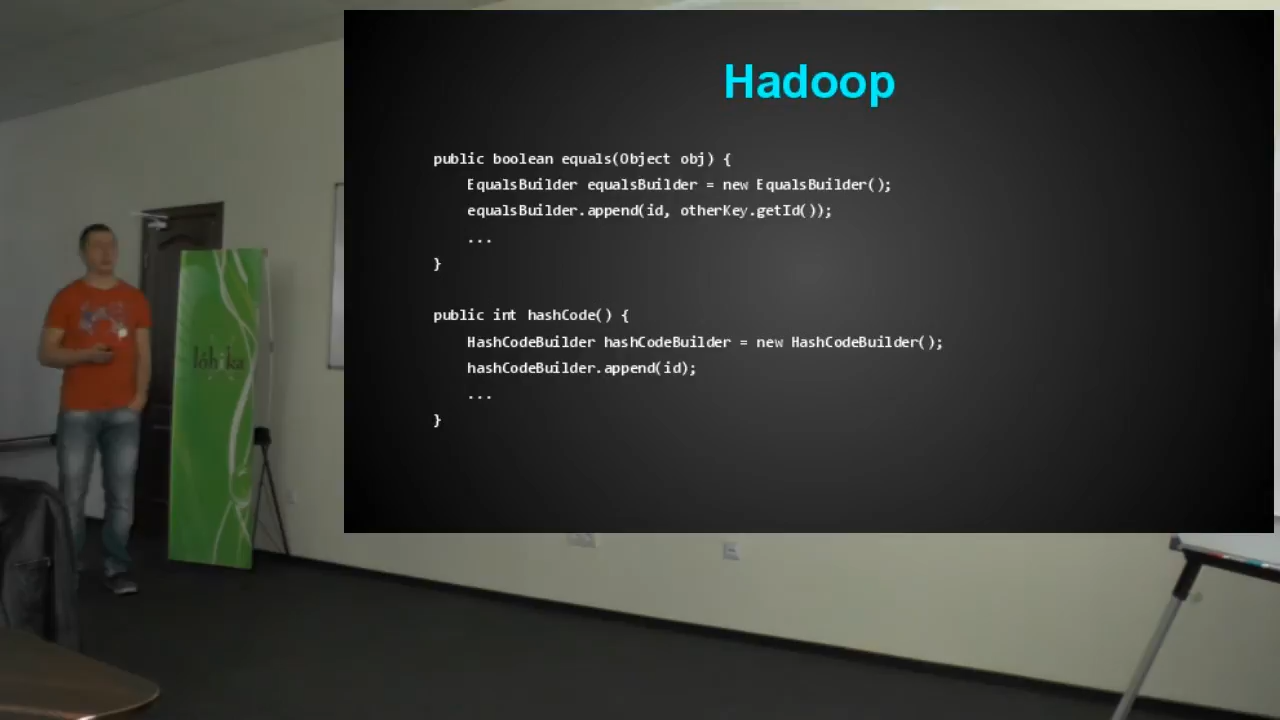 Hadoop
public boolean equals(Object obj) {
EqualsBuilder equalsBuilder = new EqualsBuilder();
equalsBuilder.append(id, otherKey.getId());
...
}
public int hashCode() {
HashCodeBuilder hashCodeBuilder = new HashCodeBuilder();
hashCodeBuilder.append(id);
...
}
lohika